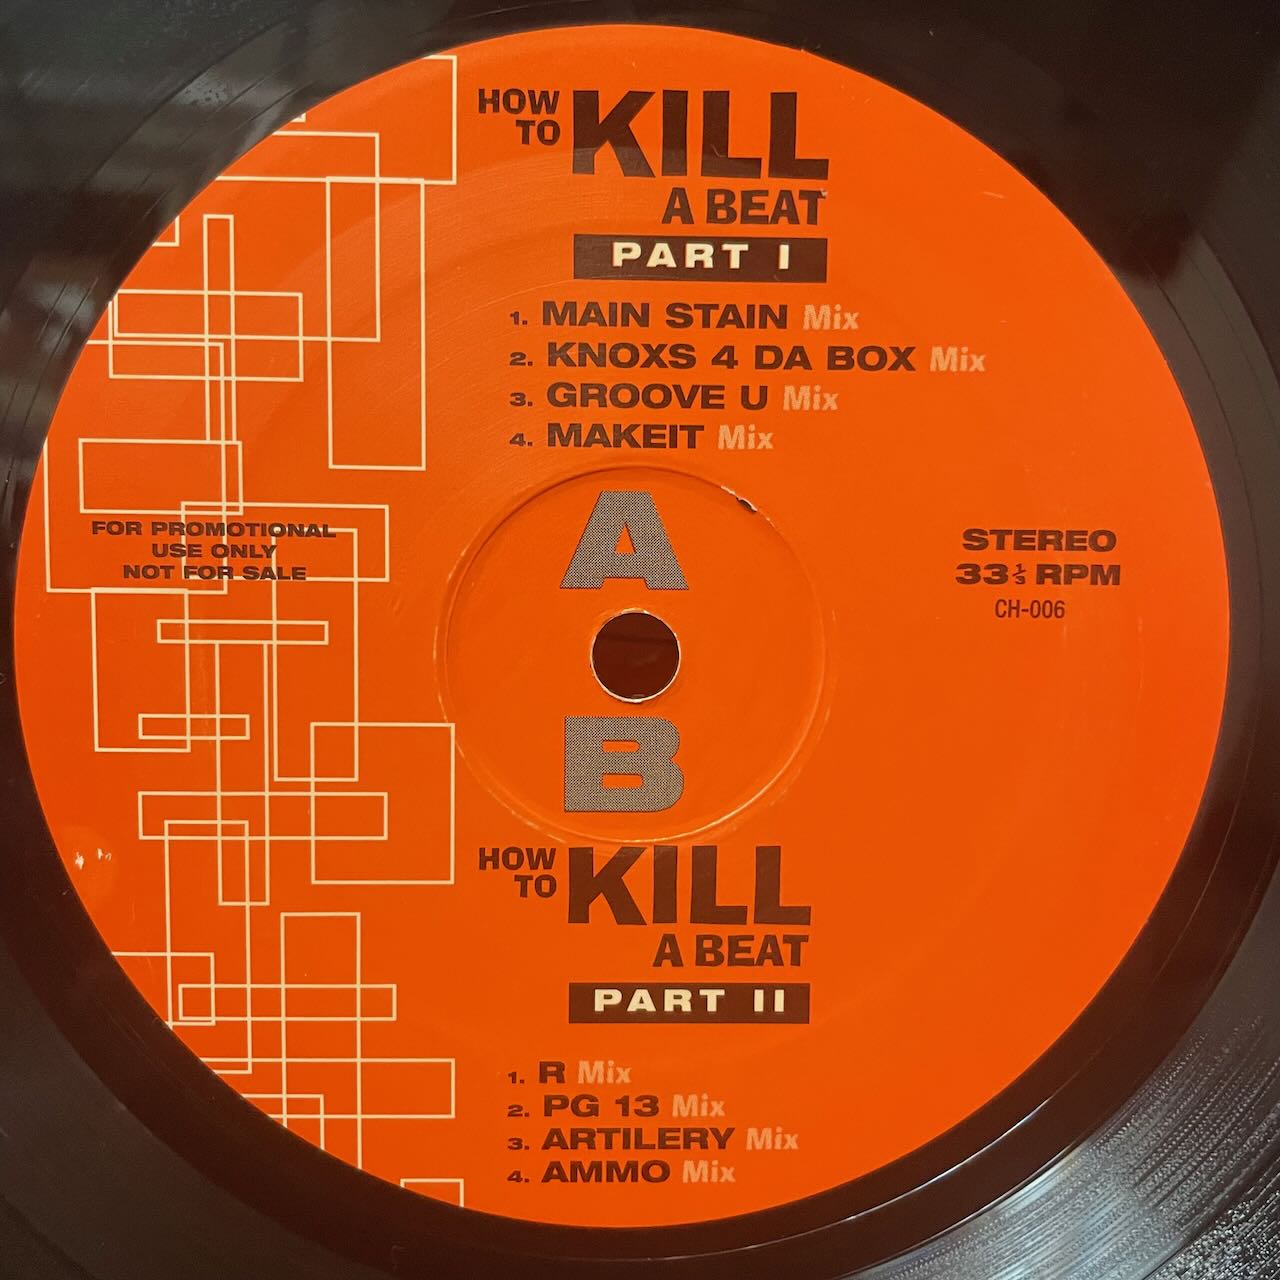 HOW
TO
KILL
A BEAT
PART I
1. MAIN STAIN Mix
2. KNOXS 4 DA BOX Mix
3. GROOVE U Mix
4. MAKEIT Mix
A
FOR PROMOTIONAL
USE ONLY
NOT FOR SALE
STEREO
33 1/3 RPM
CH-006
B
HOW
TO
KILL
A BEAT
PART II
1. R Mix
2. PG 13 Mix
3. ARTILERY Mix
4. AMMO Mix